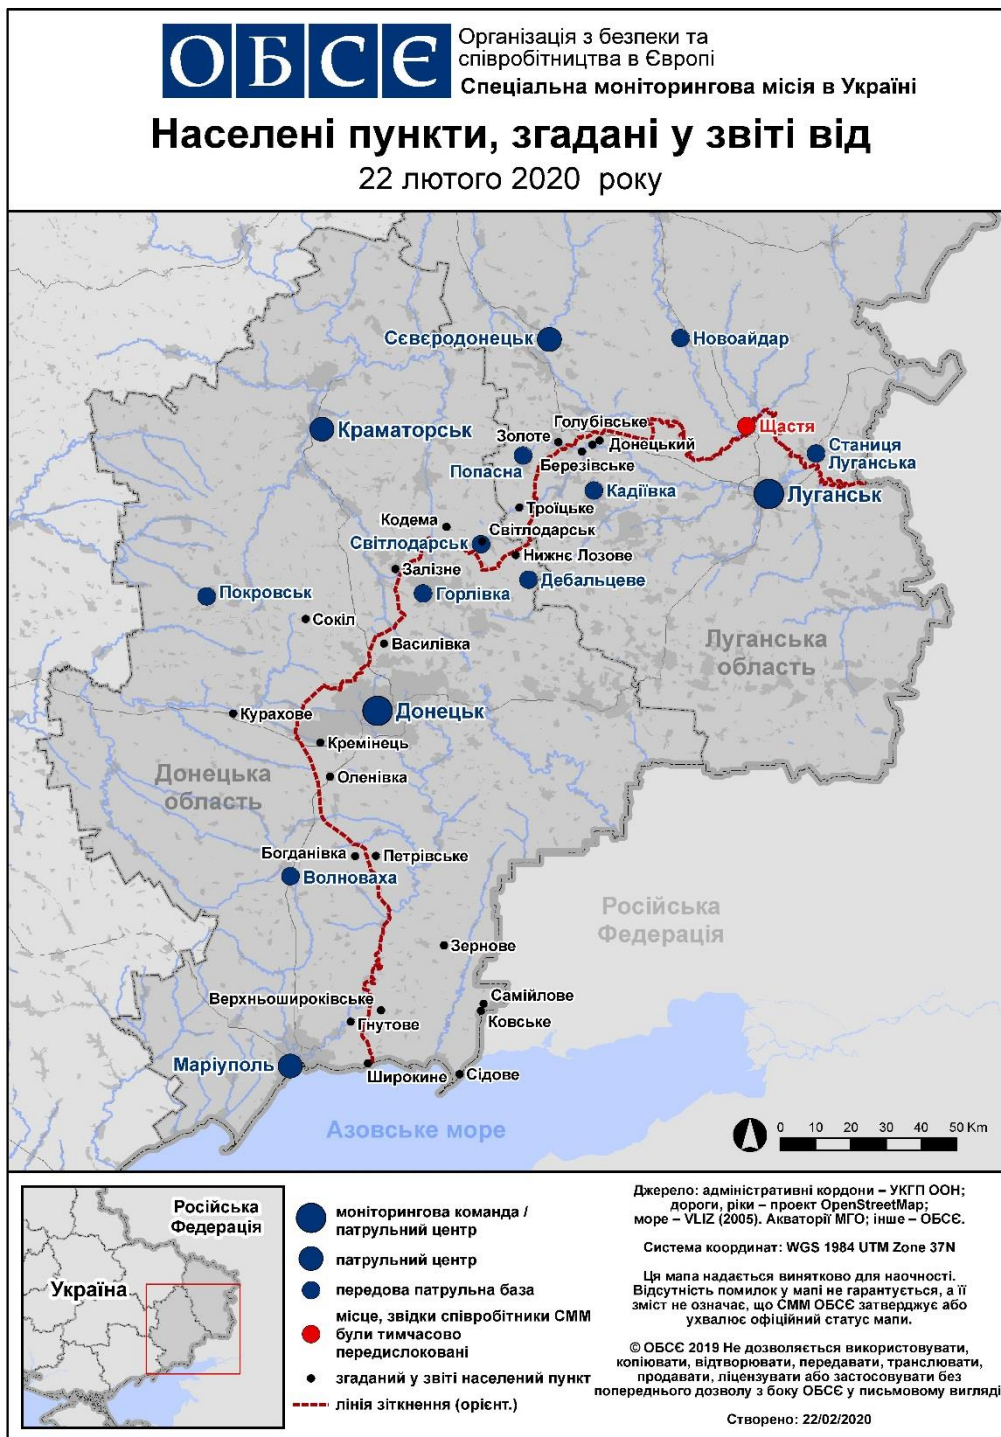 ОБСЄ
Організація з безпеки та
співробітництва в Європі
Спеціальна моніторингова місія в Україні
Населені пункти, згадані у звіті від
22 лютого 2020 року
Сєвєродонецьк
Новоайдар
Краматорськ
Голубівське
Золоте
Донецький
Щастя
Попасна
Березівське
Станиця
Луганська
Кадіївка
Луганськ
Троїцьке
Кодема
Світлодарськ
Світлодарськ
Нижнє Лозове
Залізне
Дебальцеве
Покровськ
Горлівка
Сокіл
Василівка
Луганська
область
Курахове
Донецьк
Кремінець
Донецька
область
Оленівка
Богданівка
Петрівське
Волноваха
Російська
Федерація
Зернове
Верхньошироківське
Самійлове
Ковське
Гнутове
Маріуполь
Широкине
Сідове
Азовське море
0 10 20 30 40 50 Km
Російська
Федерація
Україна
моніторингова команда /
патрульний центр
патрульний центр
передова патрульна база
місце, звідки співробітники СММ
були тимчасово
передислоковані
згаданий у звіті населений пункт
лінія зіткнення (орієнт.)
Джерело: адміністративні кордони – УКГП ООН;
дороги, ріки – проект OpenStreetMap;
море – VLIZ (2005). Акваторії МГО; інше – ОБСЄ.
Система координат: WGS 1984 UTM Zone 37N
Ця мапа надається винятково для наочності.
Відсутність помилок у мапі не гарантується, а її
зміст не означає, що СММ ОБСЄ затверджує або
ухвалює офіційний статус мапи.
© ОБСЄ 2019 Не дозволяється використовувати,
копіювати, відтворювати, передавати, транслювати,
продавати, ліцензувати або застосовувати без
попереднього дозволу з боку ОБСЄ у письмовому вигляді
Створено: 22/02/2020